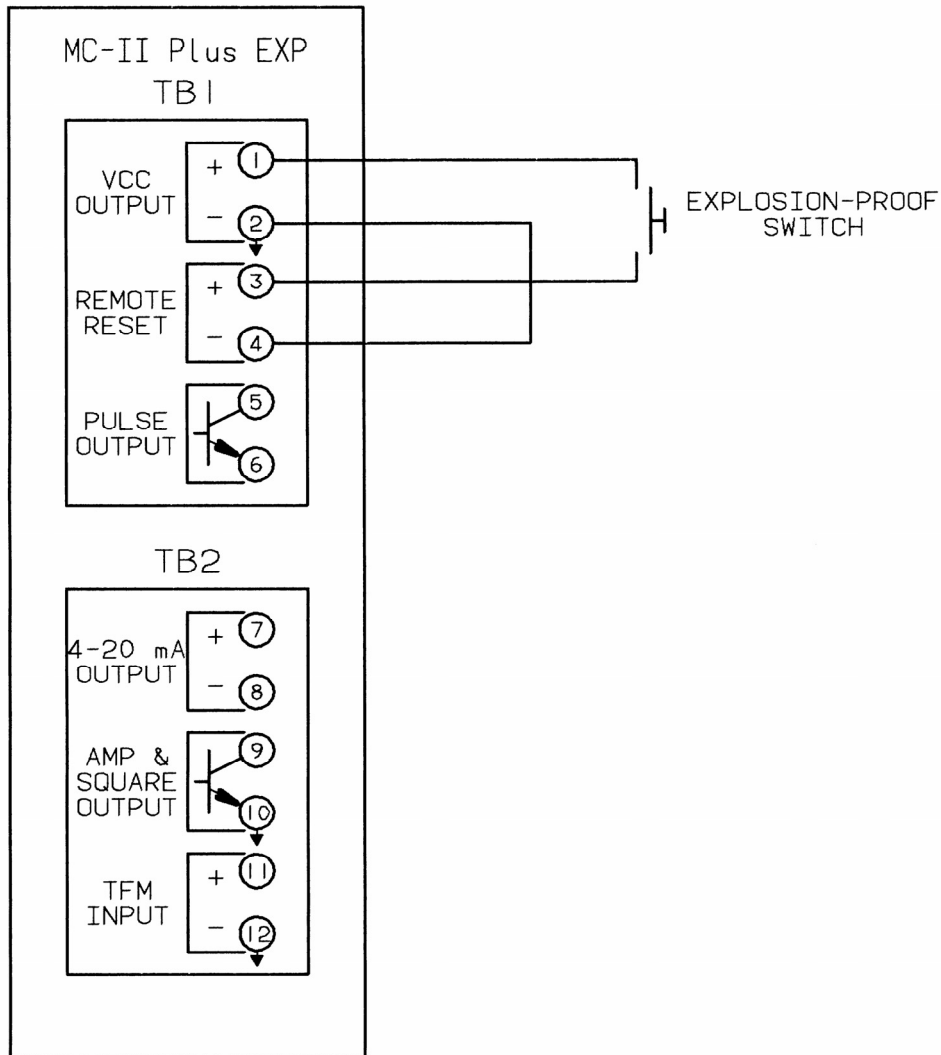 MC-II Plus EXP
TB1
VCC
OUTPUT
+ 1
- 2
REMOTE
RESET
+ 3
- 4
PULSE
OUTPUT
5
6
EXPLOSION-PROOF
SWITCH
TB2
4-20 mA
OUTPUT
+ 7
- 8
AMP &
SQUARE
OUTPUT
9
10
TFM
INPUT
+ 11
- 12